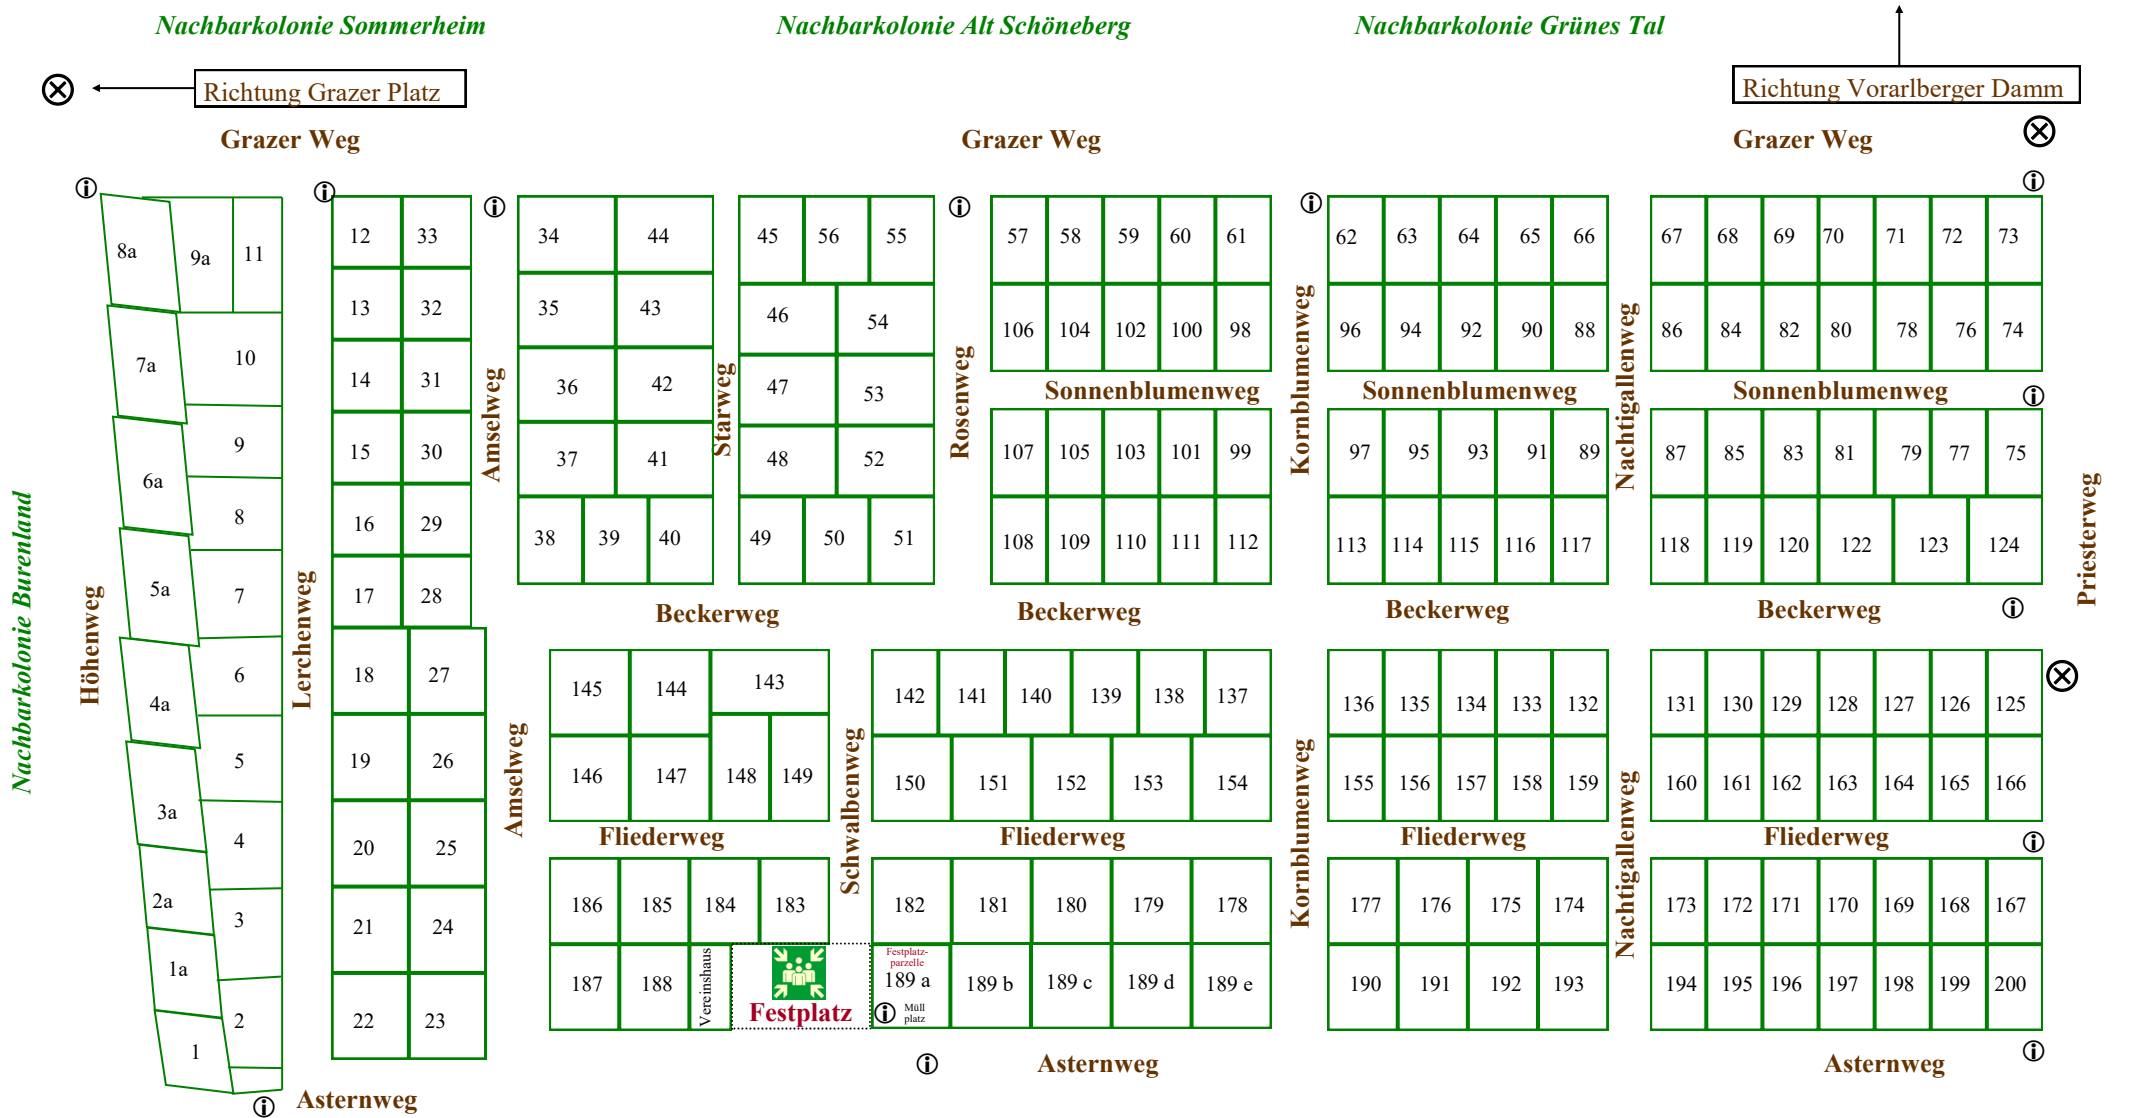 Nachbarkolonie Sommerheim
Nachbarkolonie Alt Schöneberg
Nachbarkolonie Grünes Tal
Richtung Grazer Platz
Richtung Vorarlberger Damm
Grazer Weg
Grazer Weg
Grazer Weg
Nachbarkolonie Burenland
Höhenweg
8a 9a 11
7a 10
6a 9
8
5a 7
4a 6
3a 5
4
2a 3
1a 2
1
Lerchenweg
12 33
13 32
14 31
15 30
16 29
17 28
18 27
19 26
20 25
21 24
22 23
Asternweg
Amselweg
Amselweg
34 44
35 43
36 42
37 41
38 39 40
Starweg
45 56 55
46 54
47 53
48 52
49 50 51
Rosenweg
57 58 59 60 61
106 104 102 100 98
Sonnenblumenweg
107 105 103 101 99
108 109 110 111 112
Kornblumenweg
62 63 64 65 66
96 94 92 90 88
Sonnenblumenweg
97 95 93 91 89
113 114 115 116 117
Nachtigallenweg
67 68 69 70 71 72 73
86 84 82 80 78 76 74
Sonnenblumenweg
87 85 83 81 79 77 75
118 119 120 122 123 124
Priesterweg
Beckerweg
Beckerweg
Beckerweg
Beckerweg
145 144 143
146 147 148 149
Fliederweg
186 185 184 183
187 188 Vereinshaus
Festplatz
Schwalbenweg
142 141 140 139 138 137
150 151 152 153 154
Fliederweg
182 181 180 179 178
Festplatz-
parzelle
189 a 189 b 189 c 189 d 189 e
Müll
platz
Asternweg
Kornblumenweg
136 135 134 133 132
155 156 157 158 159
Fliederweg
177 176 175 174
190 191 192 193
Nachtigallenweg
131 130 129 128 127 126 125
160 161 162 163 164 165 166
Fliederweg
173 172 171 170 169 168 167
194 195 196 197 198 199 200
Asternweg